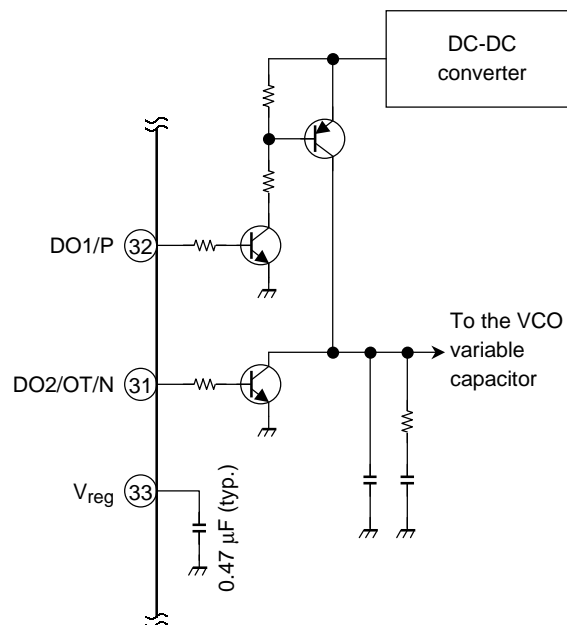 DC-DC
converter
DO1/P 32
To the VCO
variable
capacitor
DO2/OT/N 31
Vreg 33
0.47 μF (typ.)